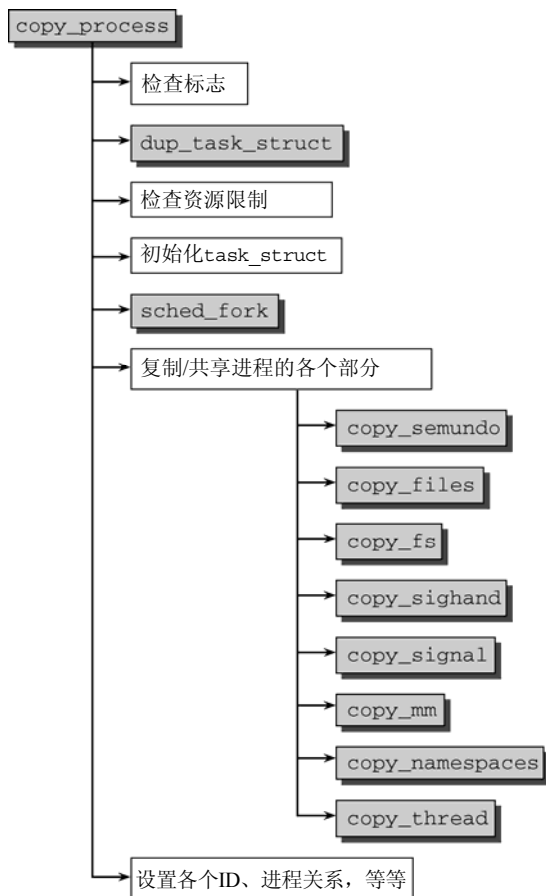 copy_process
检查标志
dup_task_struct
检查资源限制
初始化task_struct
sched_fork
复制/共享进程的各个部分
copy_semundo
copy_files
copy_fs
copy_sighand
copy_signal
copy_mm
copy_namespaces
copy_thread
设置各个ID、进程关系，等等